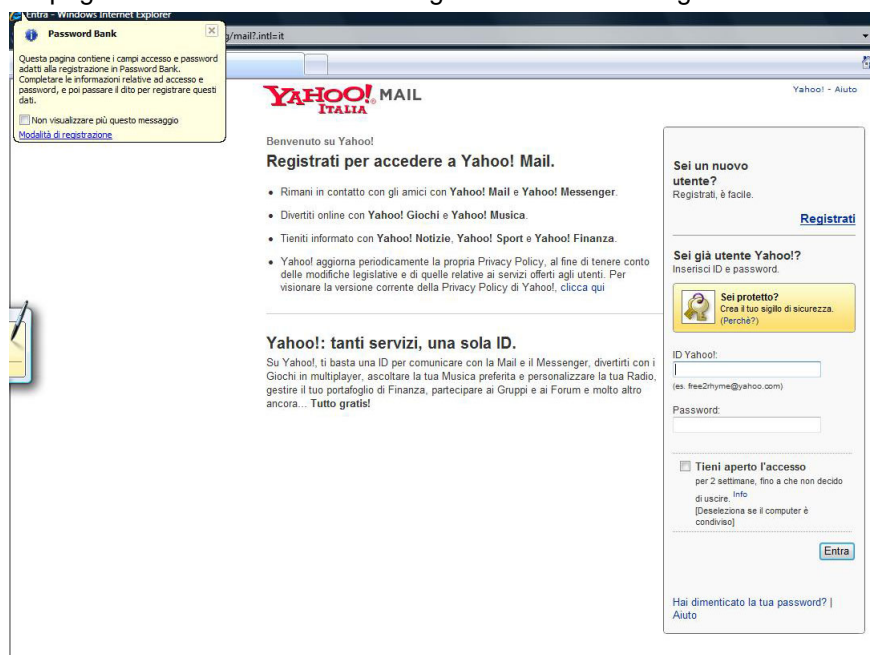 Entra - Windows Internet Explorer
Password Bank
g/mail?.intl=it
Questa pagina contiene i campi accesso e password
adatti alla registrazione in Password Bank.
Completare le informazioni relative ad accesso e
password, e poi passare il dito per registrare questi
dati.
Non visualizzare più questo messaggio
Modalità di registrazione
YAHOO! MAIL
ITALIA
Yahoo! - Aiuto
Benvenuto su Yahoo!
Registrati per accedere a Yahoo! Mail.
• Rimani in contatto con gli amici con Yahoo! Mail e Yahoo! Messenger.
• Divertiti online con Yahoo! Giochi e Yahoo! Musica.
• Tieniti informato con Yahoo! Notizie, Yahoo! Sport e Yahoo! Finanza.
• Yahoo! aggiorna periodicamente la propria Privacy Policy, al fine di tenere conto
delle modifiche legislative e di quelle relative ai servizi offerti agli utenti. Per
visionare la versione corrente della Privacy Policy di Yahoo!, clicca qui
Yahoo!: tanti servizi, una sola ID.
Su Yahoo!, ti basta una ID per comunicare con la Mail e il Messenger, divertirti con i
Giochi in multiplayer, ascoltare la tua Musica preferita e personalizzare la tua Radio,
gestire il tuo portafoglio di Finanza, partecipare ai Gruppi e ai Forum e molto altro
ancora... Tutto gratis!
Sei un nuovo
utente?
Registrati, è facile.
Registrati
Sei già utente Yahoo!?
Inserisci ID e password.
Sei protetto?
Crea il tuo sigillo di sicurezza.
(Perchè?)
ID Yahoo!:
(es. free2rhyme@yahoo.com)
Password:
Tieni aperto l'accesso
per 2 settimane, fino a che non decido
di uscire. Info
[Deseleziona se il computer è
condiviso]
Entra
Hai dimenticato la tua password? |
Aiuto